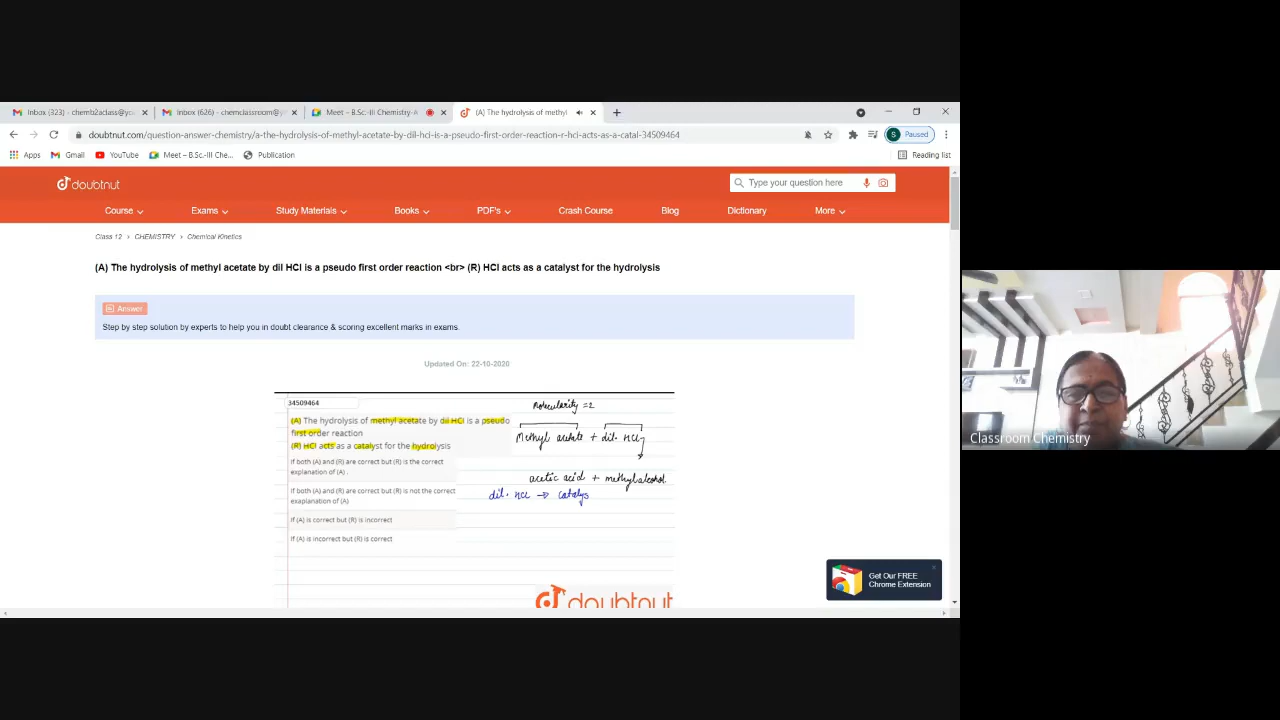 Inbox (323) - chemb2aclass@yo
Inbox (626) - chemclassroom@g
Meet – B.Sc.-III Chemistry-A
(A) The hydrolysis of methyl
doubtnut.com/question-answer-chemistry/a-the-hydrolysis-of-methyl-acetate-by-dil-hci-is-a-pseudo-first-order-reaction-r-hci-acts-as-a-catal-34509464
S Paused
Apps Gmail YouTube Meet – B.Sc.-III Che... Publication Reading list
doubtnut
Type your question here
Course Exams Study Materials Books PDF's Crash Course Blog Dictionary More
Class 12 > CHEMISTRY > Chemical Kinetics
(A) The hydrolysis of methyl acetate by dil HCl is a pseudo first order reaction <br> (R) HCl acts as a catalyst for the hydrolysis
Answer
Step by step solution by experts to help you in doubt clearance & scoring excellent marks in exams.
Updated On: 22-10-2020
34509464
(A) The hydrolysis of methyl acetate by dil HCl is a pseudo
first order reaction
(R) HCl acts as a catalyst for the hydrolysis
If both (A) and (R) are correct but (R) is the correct
explanation of (A) .
If both (A) and (R) are correct but (R) is not the correct
exaplanation of (A)
If (A) is correct but (R) is incorrect
If (A) is incorrect but (R) is correct
Molecularity = 2
Methyl acetate + dil. HCl
acetic acid + methyl alcohol
dil. HCl → catalys
doubtnut
Get Our FREE
Chrome Extension
Classroom Chemistry